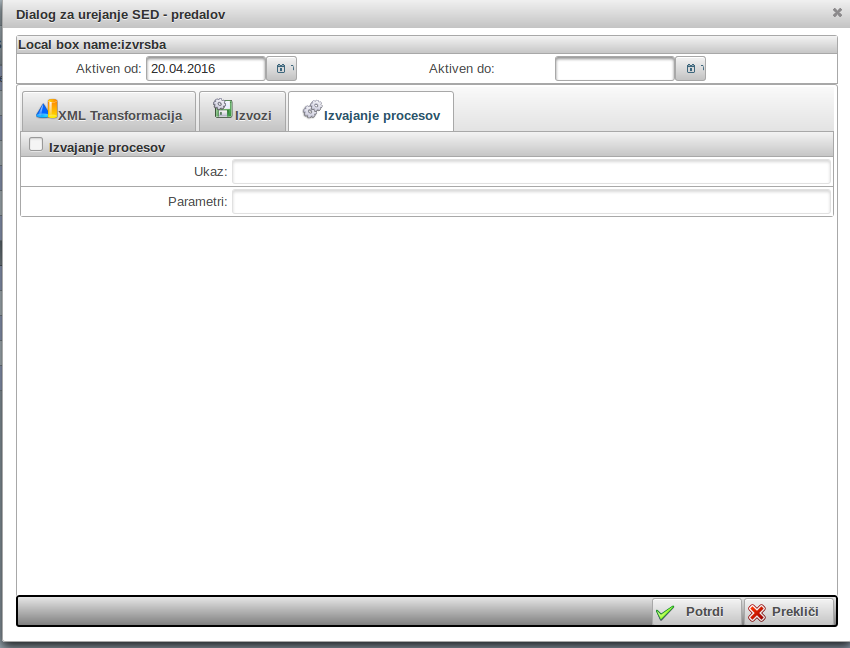 Dialog za urejanje SED - predalov
Local box name:izvrsba
Aktiven od: 20.04.2016 Aktiven do:
XML Transformacija Izvozi Izvajanje procesov
Izvajanje procesov
Ukaz:
Parametri:
Potrdi Prekliči